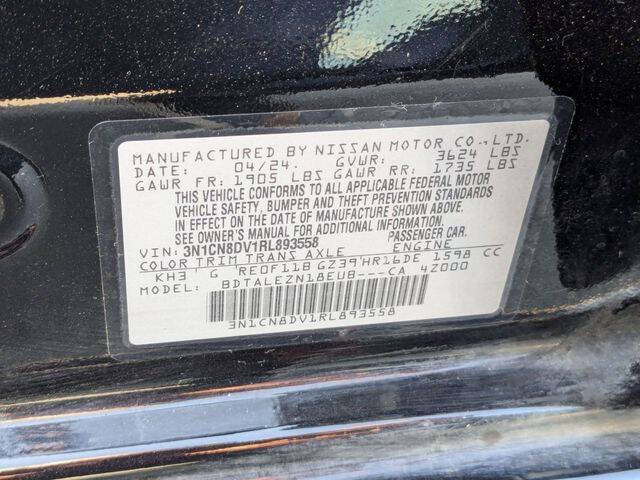 MANUFACTURED BY NISSAN MOTOR CO., LTD.
DATE: 04/24. GVWR: 3624 LBS
GAWR FR: 1905 LBS GAWR RR: 1735 LBS
THIS VEHICLE CONFORMS TO ALL APPLICABLE FEDERAL MOTOR
VEHICLE SAFETY, BUMPER AND THEFT PREVENTION STANDARDS
IN EFFECT ON THE DATE OF MANUFACTURE SHOWN ABOVE.
SEE OWNER'S MANUAL FOR ADDITIONAL INFORMATION.
VIN: 3N1CN8DV1RL893558 PASSENGER CAR.
COLOR TRIM TRANS AXLE ENGINE
KH3 G RE0F11B GZ39 HR16DE 1598 CC
MODEL: BDTALEZN18EUB---CA 4Z000
3N1CN8DV1RL893558